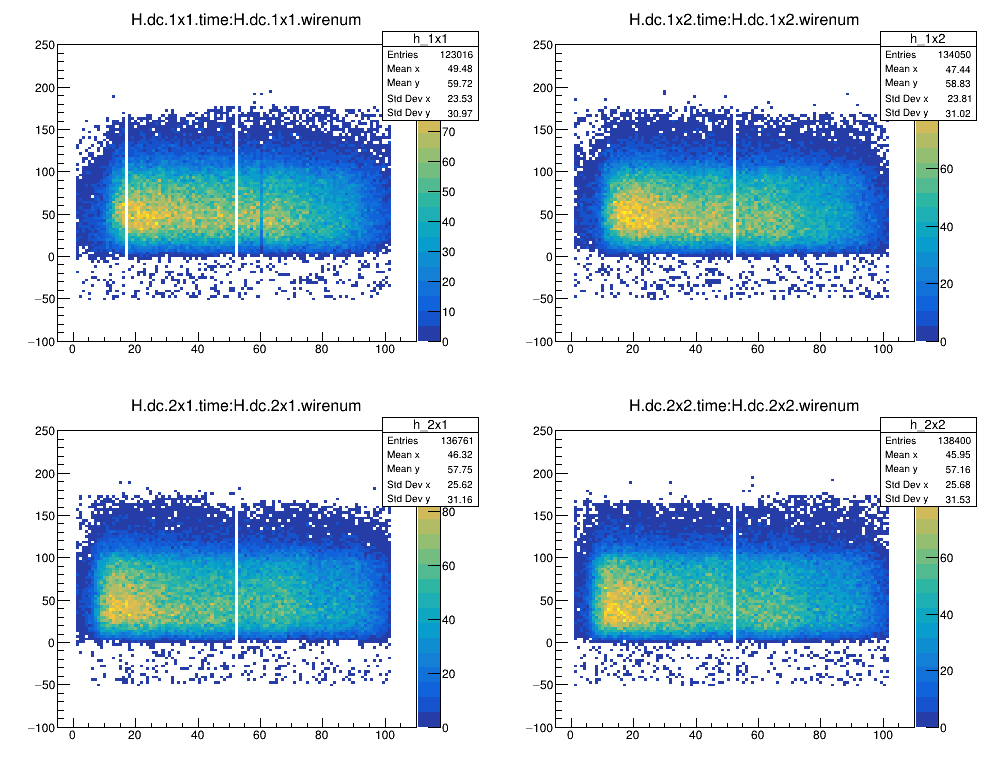 H.dc.1x1.time:H.dc.1x1.wirenum
h_1x1
Entries 123016
Mean x 49.48
Mean y 59.72
Std Dev x 23.53
Std Dev y 30.97
250
200
150
100
50
0
−50
−100
0 20 40 60 80 100
70
60
50
40
30
20
10
0
H.dc.1x2.time:H.dc.1x2.wirenum
h_1x2
Entries 134050
Mean x 47.44
Mean y 58.83
Std Dev x 23.81
Std Dev y 31.02
250
200
150
100
50
0
−50
−100
0 20 40 60 80 100
60
40
20
0
H.dc.2x1.time:H.dc.2x1.wirenum
h_2x1
Entries 136761
Mean x 46.32
Mean y 57.75
Std Dev x 25.62
Std Dev y 31.16
250
200
150
100
50
0
−50
−100
0 20 40 60 80 100
80
60
40
20
0
H.dc.2x2.time:H.dc.2x2.wirenum
h_2x2
Entries 138400
Mean x 45.95
Mean y 57.16
Std Dev x 25.68
Std Dev y 31.53
250
200
150
100
50
0
−50
−100
0 20 40 60 80 100
60
40
20
0